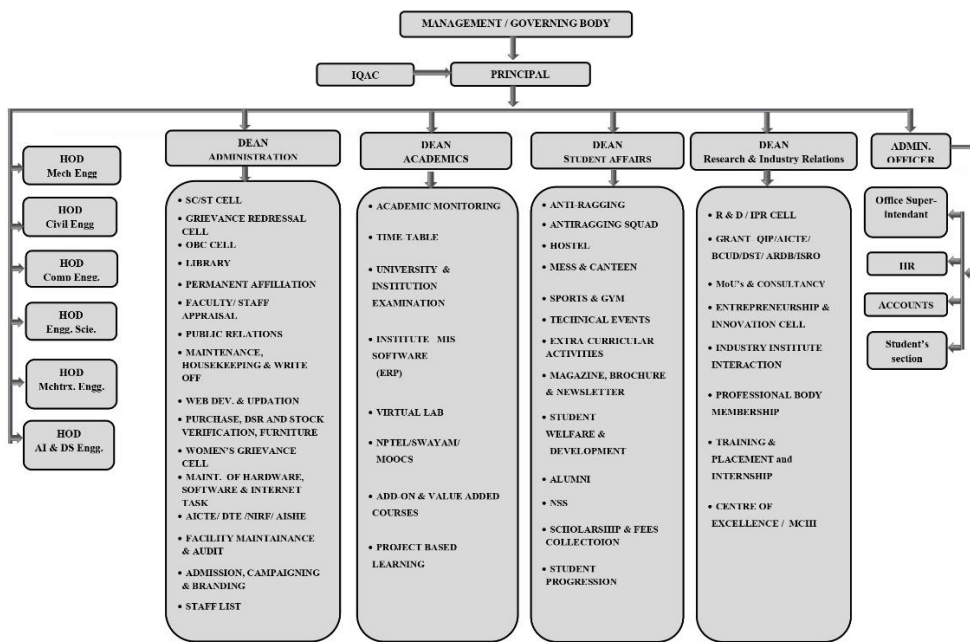 MANAGEMENT / GOVERNING BODY
IQAC
PRINCIPAL
HOD
Mech Engg
HOD
Civil Engg
HOD
Comp Engg.
HOD
Engg. Scie.
HOD
Mchtrx. Engg.
HOD
AI & DS Engg.
DEAN
ADMINISTRATION
• SC/ST CELL
• GRIEVANCE REDRESSAL
CELL
• OBC CELL
• LIBRARY
• PERMANENT AFFILIATION
• FACULTY/ STAFF
APPRAISAL
• PUBLIC RELATIONS
• MAINTENANCE,
HOUSEKEEPING & WRITE
OFF
• WEB DEV. & UPDATION
• PURCHASE, DSR AND STOCK
VERIFICATION, FURNITURE
• WOMEN'S GRIEVANCE
CELL
• MAINT. OF HARDWARE,
SOFTWARE & INTERNET
TASK
• AICTE/ DTE /NIRF/ AISHE
• FACILITY MAINTAINANCE
& AUDIT
• ADMISSION, CAMPAIGNING
& BRANDING
• STAFF LIST
DEAN
ACADEMICS
• ACADEMIC MONITORING
• TIME TABLE
• UNIVERSITY &
INSTITUTION
EXAMINATION
• INSTITUTE MIS
SOFTWARE
(ERP)
• VIRTUAL LAB
• NPTEL/SWAYAM/
MOOCS
• ADD-ON & VALUE ADDED
COURSES
• PROJECT BASED
LEARNING
DEAN
STUDENT AFFAIRS
• ANTI-RAGGING
• ANTIRAGGING SQUAD
• HOSTEL
• MESS & CANTEEN
• SPORTS & GYM
• TECHNICAL EVENTS
• EXTRA CURRICULAR
ACTIVITIES
• MAGAZINE, BROCHURE
& NEWSLETTER
• STUDENT
WELFARE &
DEVELOPMENT
• ALUMNI
• NSS
• SCHOLARSHIP & FEES
COLLECTOION
• STUDENT
PROGRESSION
DEAN
Research & Industry Relations
• R & D / IPR CELL
• GRANT QIP/AICTE/
BCUD/DST/ ARDB/ISRO
• MoU's & CONSULTANCY
• ENTREPRENEURSHIP &
INNOVATION CELL
• INDUSTRY INSTITUTE
INTERACTION
• PROFESSIONAL BODY
MEMBERSHIP
• TRAINING &
PLACEMENT and
INTERNSHIP
• CENTRE OF
EXCELLENCE /
ADMIN.
OFFICER
Office Super-
intendant
ACCOUNTS
Student's
section